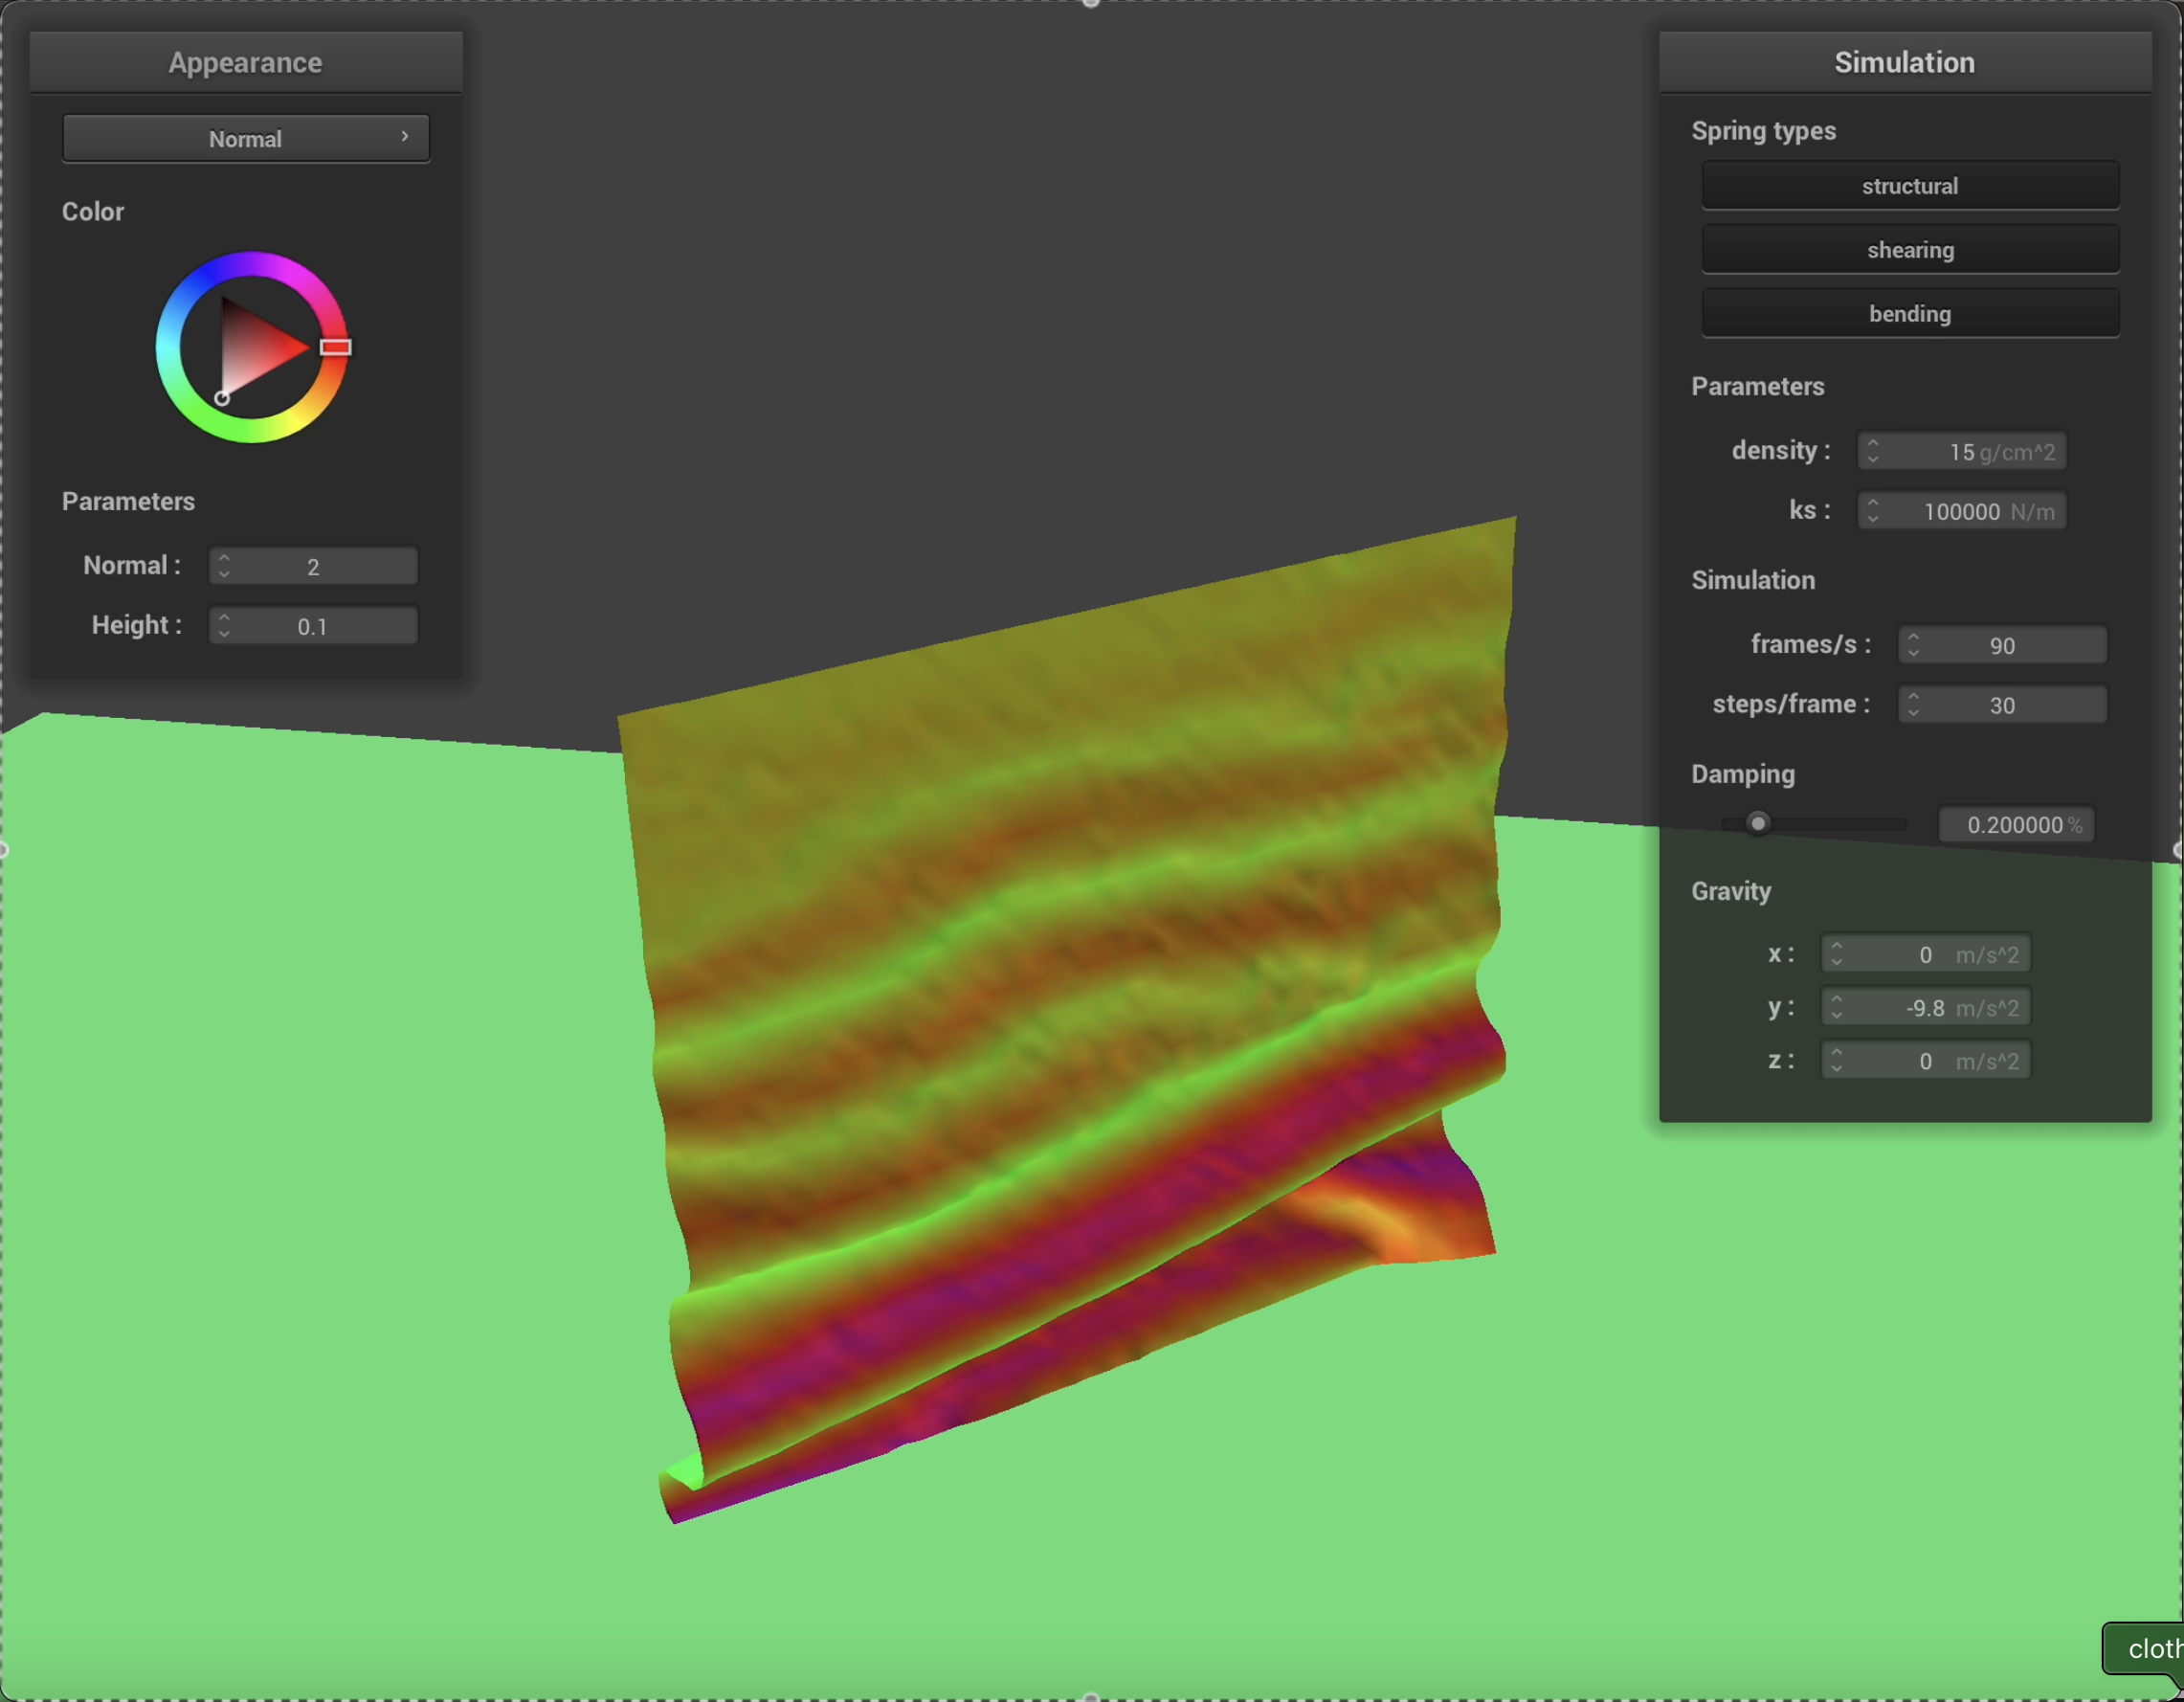 Appearance
Normal
Color
Parameters
Normal : 2
Height : 0.1
Simulation
Spring types
structural
shearing
bending
Parameters
density : 15 g/cm^2
ks : 100000 N/m
Simulation
frames/s : 90
steps/frame : 30
Damping
0.200000 %
Gravity
x : 0 m/s^2
y : -9.8 m/s^2
z : 0 m/s^2
cloth